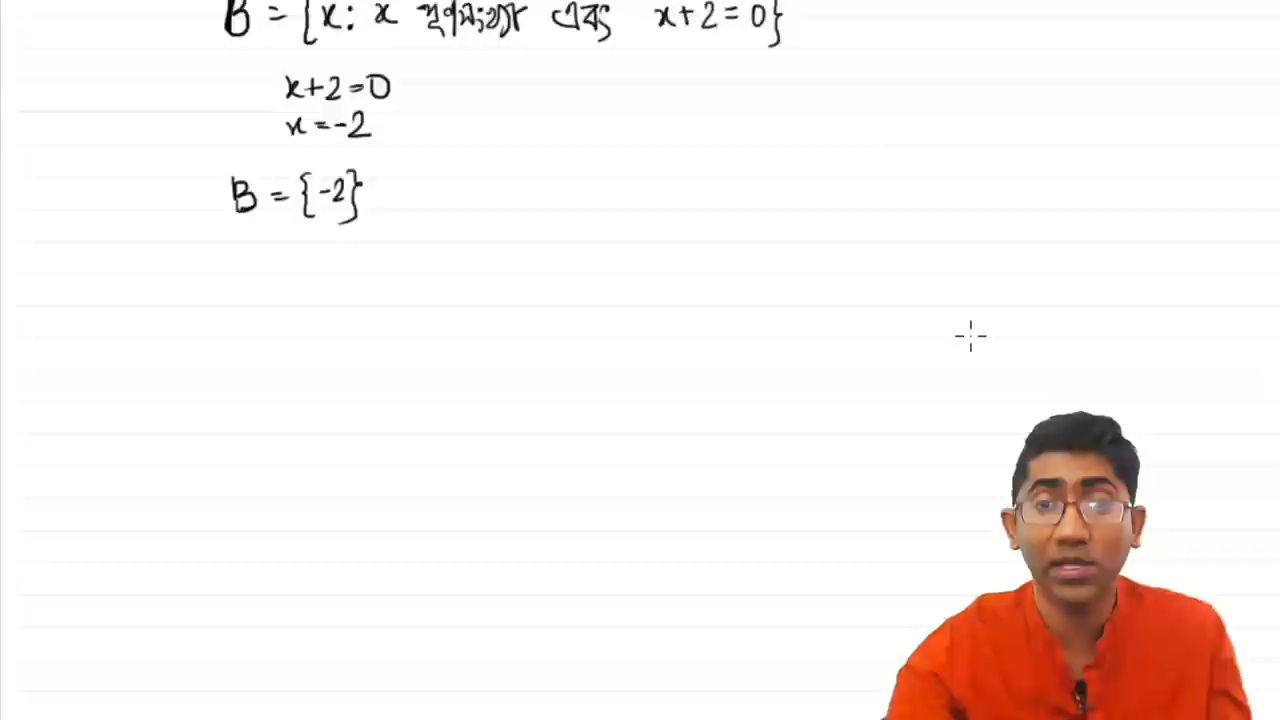 B = {x: x পূর্ণসংখ্যা এবং x+2=0}
x+2=0
x=-2
B = {-2}